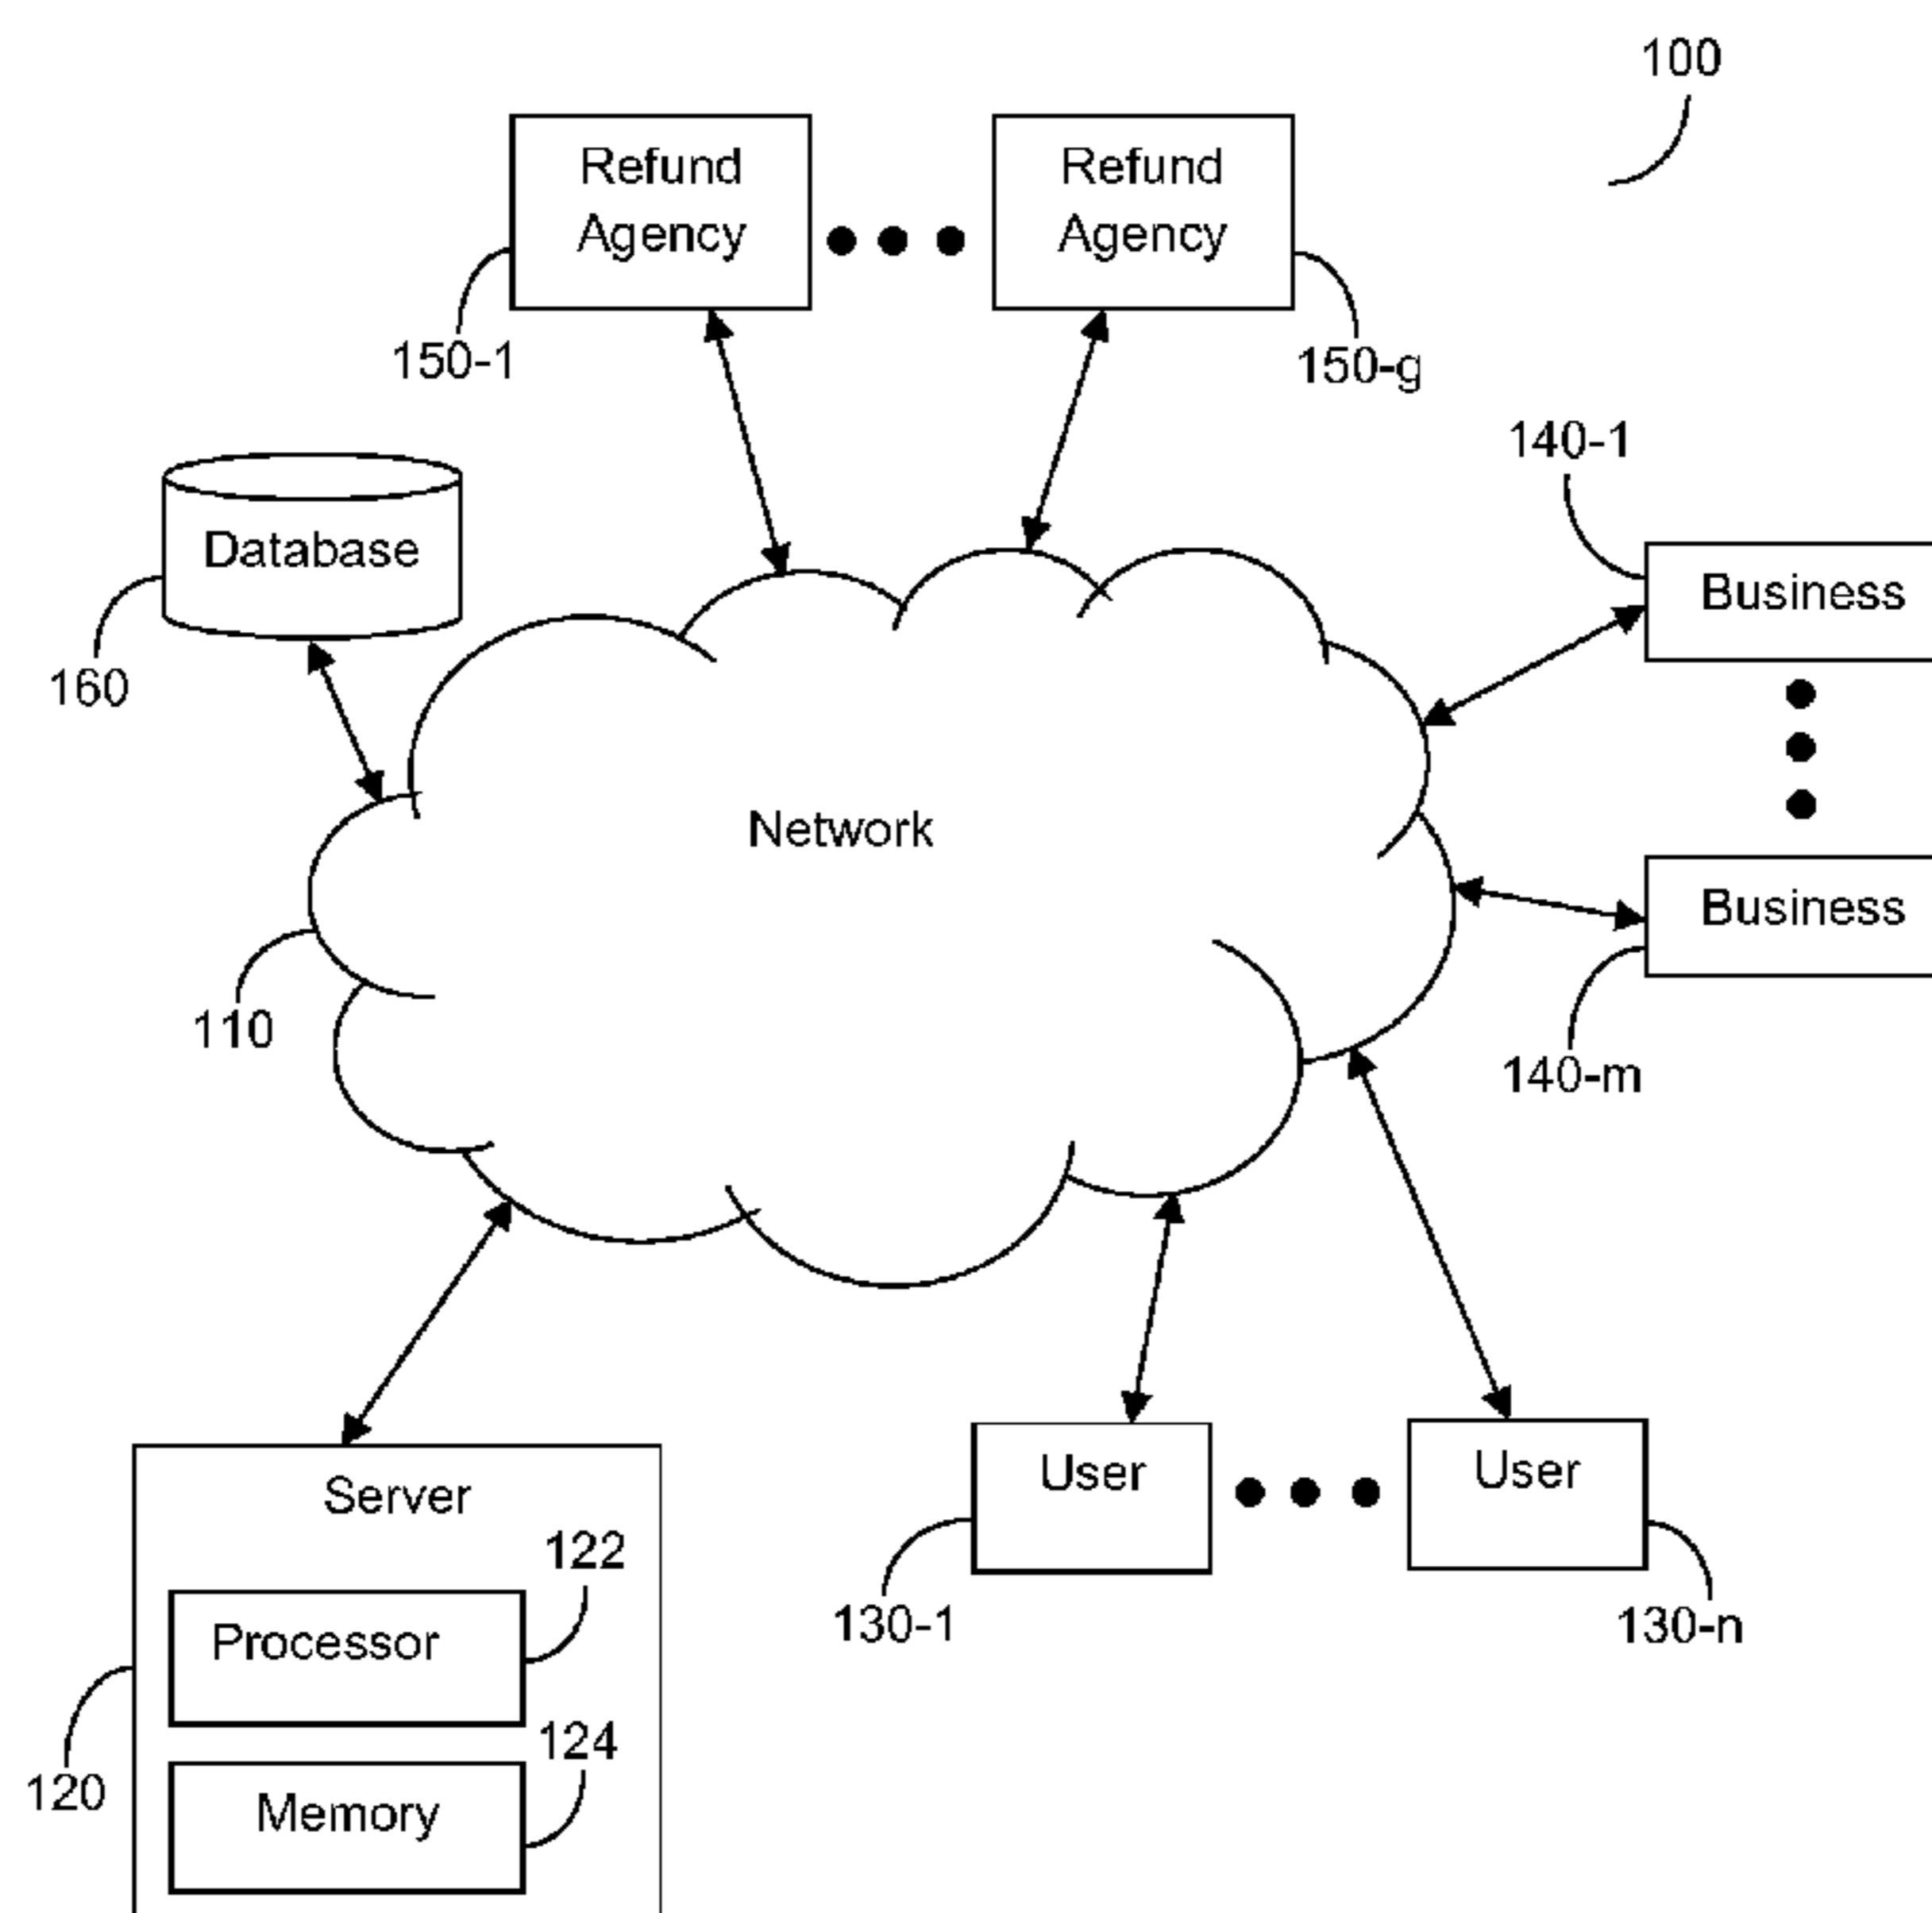 100
Refund
Agency
Refund
Agency
150-1
150-g
140-1
Database
Business
160
Network
Business
110
140-m
Server
User
User
122
Processor
130-1
130-n
124
120
Memory